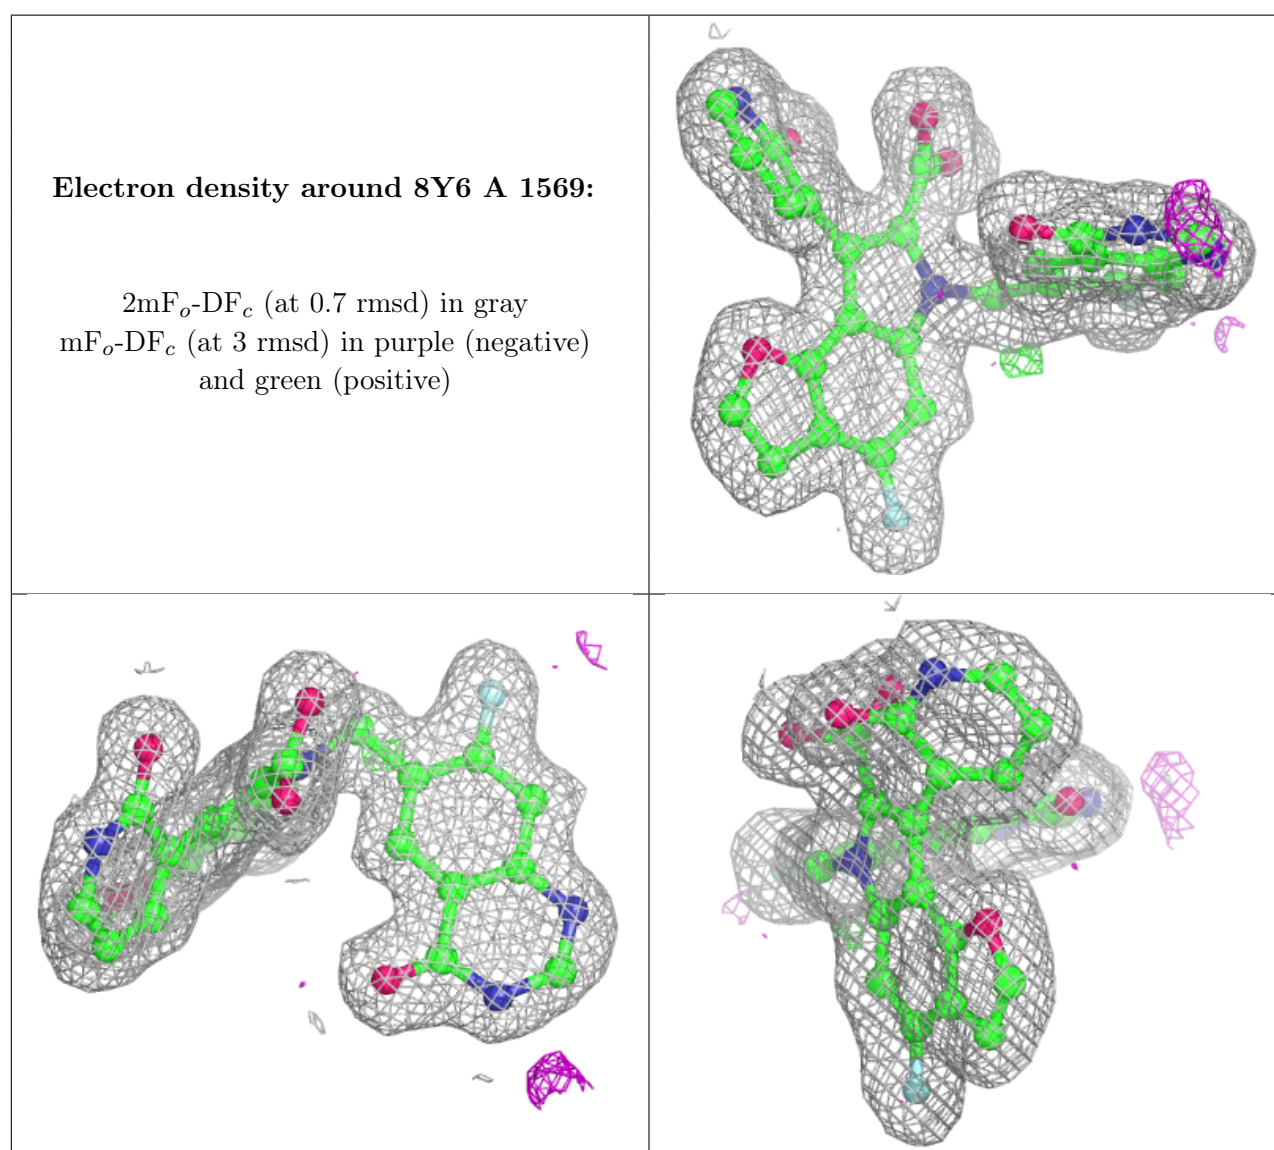 Electron density around 8Y6 A 1569:
2mFo-DFc (at 0.7 rmsd) in gray
mFo-DFc (at 3 rmsd) in purple (negative)
and green (positive)